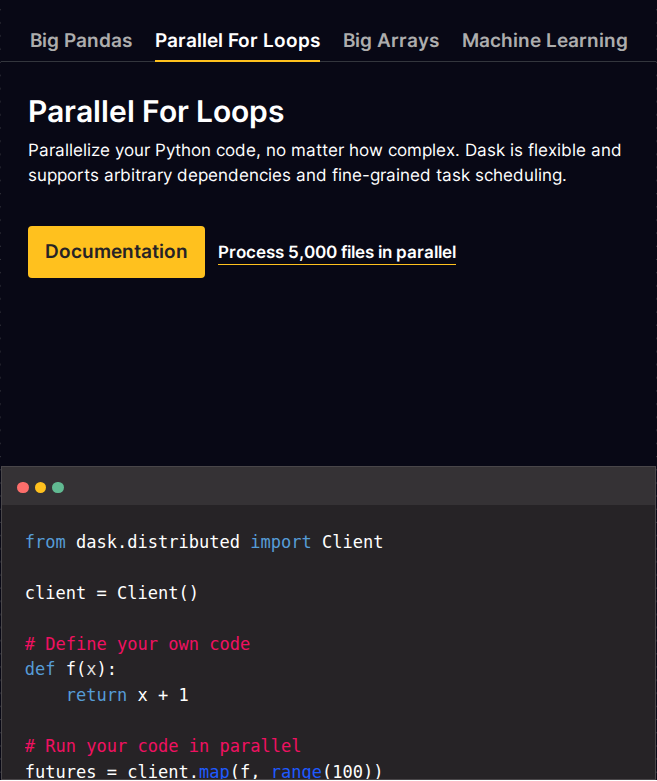 Big Pandas Parallel For Loops Big Arrays Machine Learning
Parallel For Loops
Parallelize your Python code, no matter how complex. Dask is flexible and
supports arbitrary dependencies and fine-grained task scheduling.
Documentation Process 5,000 files in parallel
from dask.distributed import Client
client = Client()
# Define your own code
def f(x):
    return x + 1
# Run your code in parallel
futures = client.map(f, range(100))